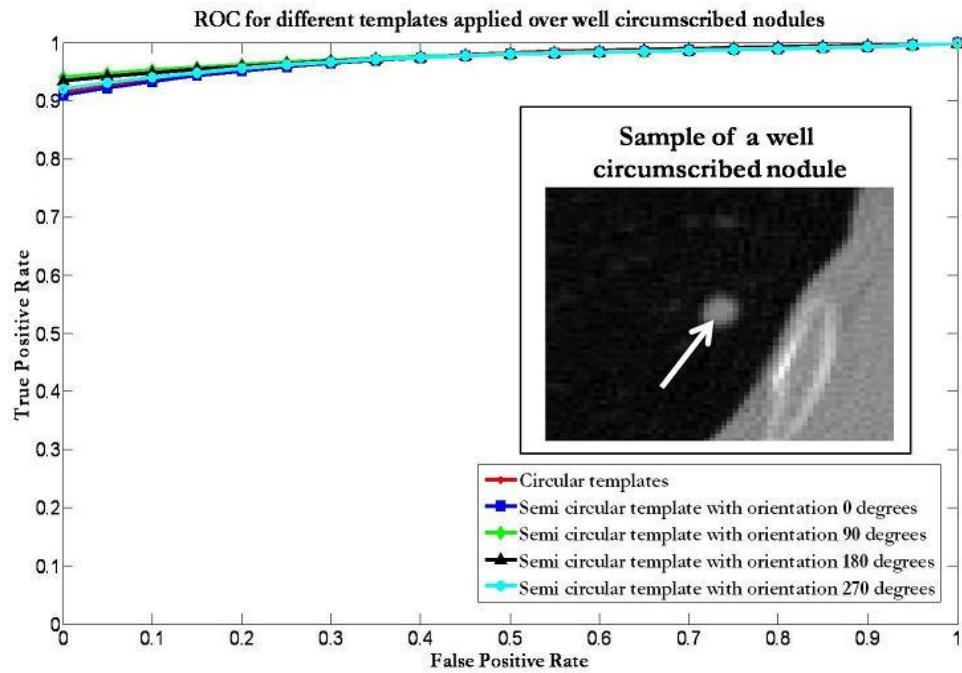 ROC for different templates applied over well circumscribed nodules
1
0.9
0.8
0.7
0.6
0.5
0.4
0.3
0.2
0.1
0
True Positive Rate
Sample of a well
circumscribed nodule
Circular templates
Semi circular template with orientation 0 degrees
Semi circular template with orientation 90 degrees
Semi circular template with orientation 180 degrees
Semi circular template with orientation 270 degrees
0 0.1 0.2 0.3 0.4 0.5 0.6 0.7 0.8 0.9 1
False Positive Rate